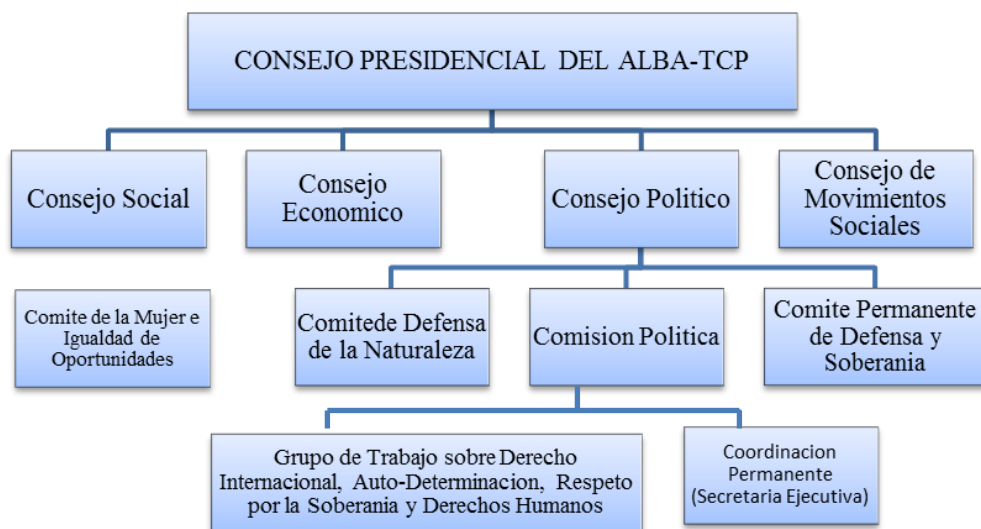 CONSEJO PRESIDENCIAL DEL ALBA-TCP
Consejo Social
Consejo
Economico
Consejo Politico
Consejo de
Movimientos
Sociales
Comite de la Mujer e
Igualdad de
Oportunidades
Comitede Defensa
de la Naturaleza
Comision Politica
Comite Permanente
de Defensa y
Soberania
Grupo de Trabajo sobre Derecho
Internacional, Auto-Determinacion, Respeto
por la Soberania y Derechos Humanos
Coordinacion
Permanente
(Secretaria Ejecutiva)